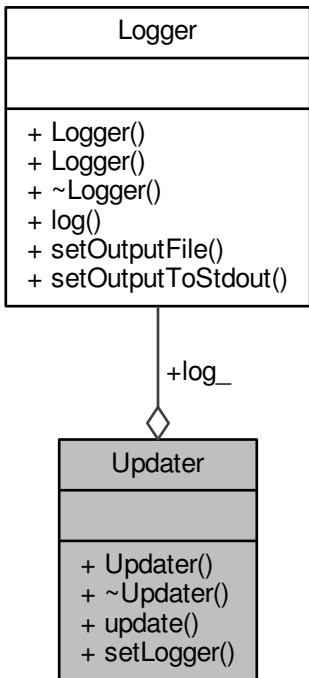 Logger
+ Logger()
+ Logger()
+ ~Logger()
+ log()
+ setOutputFile()
+ setOutputToStdout()
+log_
Updater
+ Updater()
+ ~Updater()
+ update()
+ setLogger()